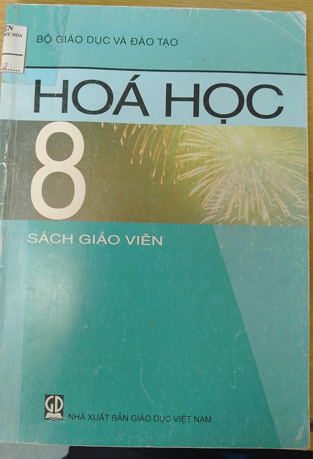 BỘ GIÁO DỤC VÀ ĐÀO TẠO
HOÁ HỌC
8
SÁCH GIÁO VIÊN
GD
NHÀ XUẤT BẢN GIÁO DỤC VIỆT NAM